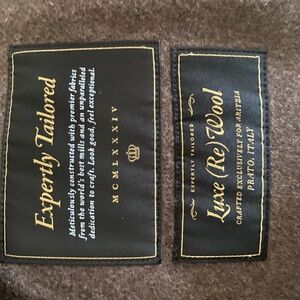 Expertly Tailored
Meticulously constructed with premier fabrics
from the world's best mills and an unparalleled
dedication to craft. Look good, feel exceptional.
MCMLXXXIV
EXPERTLY TAILORED
Luxe (Re)Wool
CRAFTED EXCLUSIVELY FOR ARITZIA
PRATO, ITALY